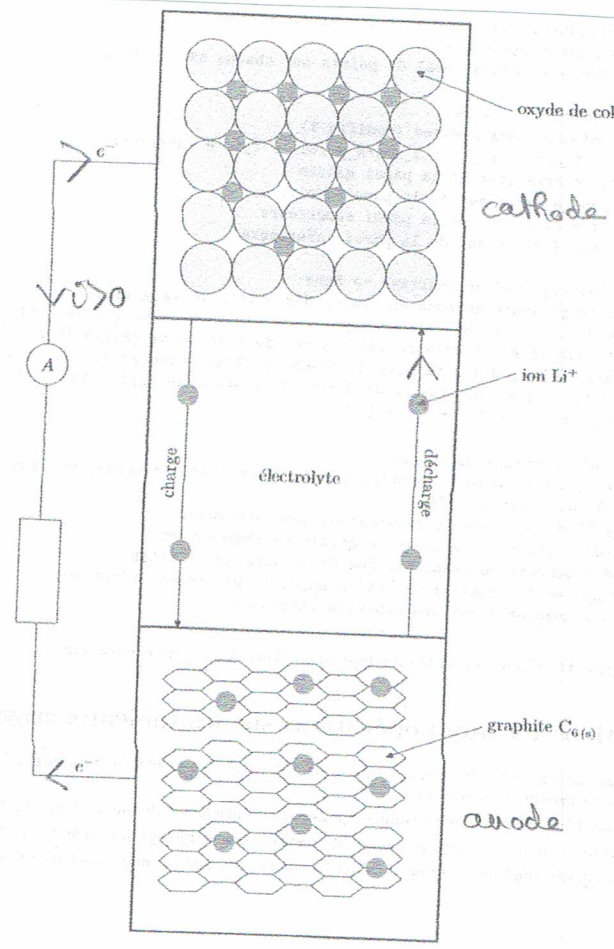 oxyde de col
e⁻
cathode
i>0
A
ion Li⁺
charge
électrolyte
décharge
graphite C₆₍ₛ₎
e⁻
anode